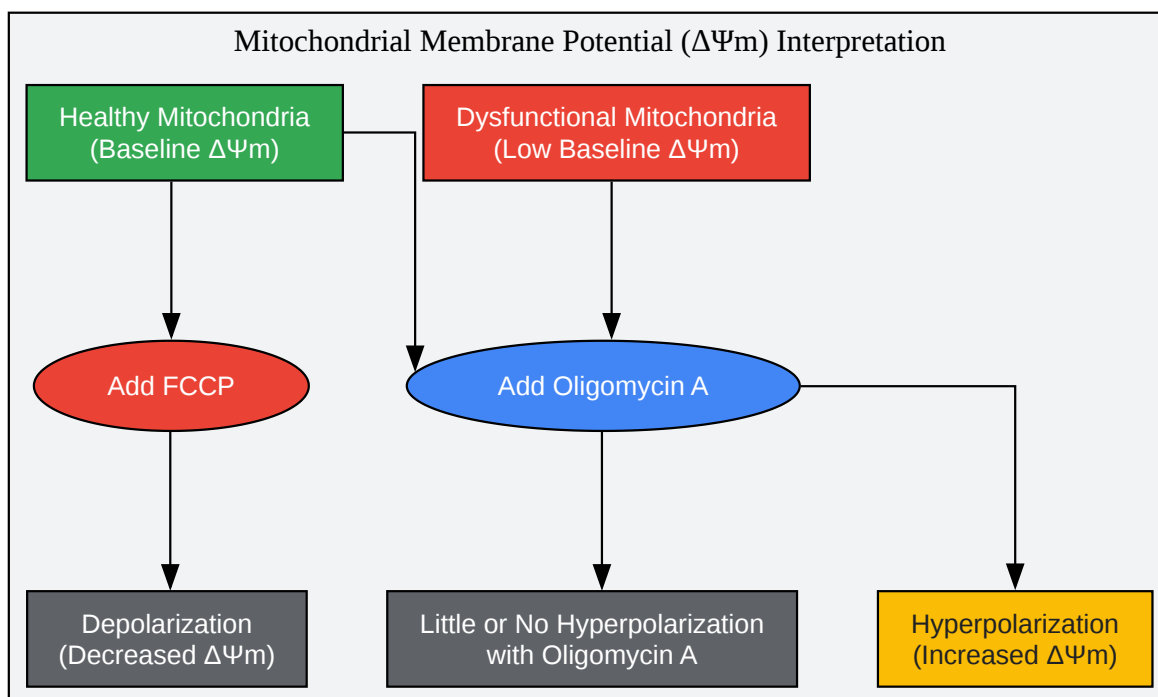 Mitochondrial Membrane Potential (ΔΨm) Interpretation
Healthy Mitochondria
(Baseline ΔΨm)
Dysfunctional Mitochondria
(Low Baseline ΔΨm)
Add FCCP
Add Oligomycin A
Depolarization
(Decreased ΔΨm)
Little or No Hyperpolarization
with Oligomycin A
Hyperpolarization
(Increased ΔΨm)